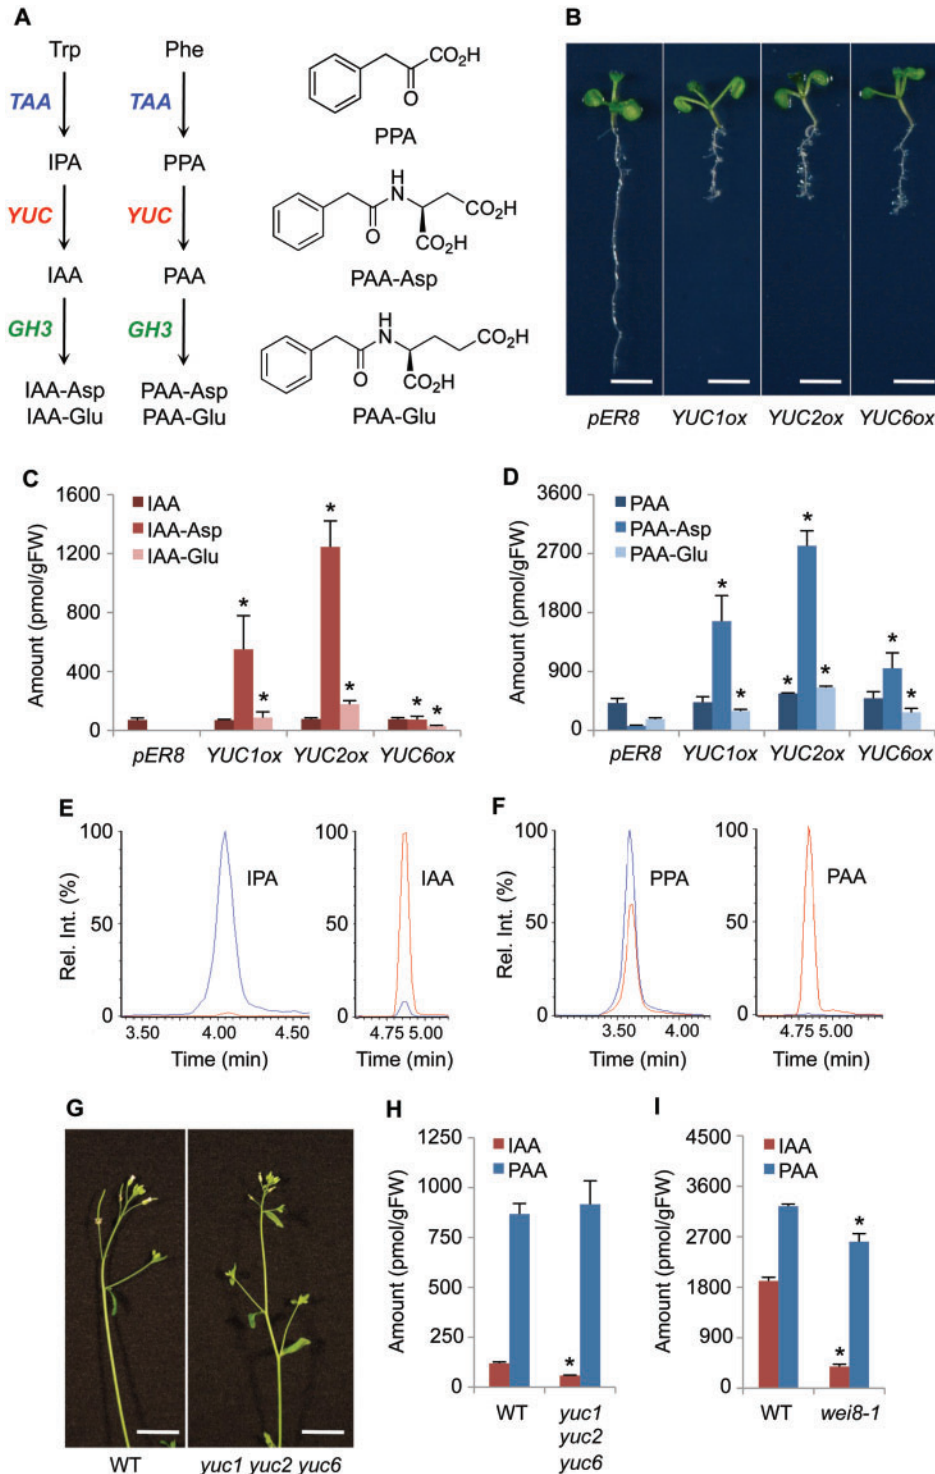 A
Trp Phe
TAA TAA
IPA PPA
YUC YUC
IAA PAA
GH3 GH3
IAA-Asp PAA-Asp
IAA-Glu PAA-Glu
CO₂H
O
PPA
H
N
CO₂H
O
CO₂H
PAA-Asp
H
N
CO₂H
O
CO₂H
PAA-Glu
B
pER8 YUC1ox YUC2ox YUC6ox
C
Amount (pmol/gFW)
1600
1200
800
400
0
IAA
IAA-Asp
IAA-Glu
* * * * * *
pER8 YUC1ox YUC2ox YUC6ox
D
Amount (pmol/gFW)
3600
2700
1800
900
0
PAA
PAA-Asp
PAA-Glu
* * * * * * *
pER8 YUC1ox YUC2ox YUC6ox
E
Rel. Int. (%)
100
50
0
IPA
3.50 4.00 4.50
Time (min)
100
50
0
IAA
4.75 5.00
Time (min)
F
Rel. Int. (%)
100
50
0
PPA
3.50 4.00
Time (min)
100
50
0
PAA
4.75 5.00
Time (min)
G
WT yuc1 yuc2 yuc6
H
Amount (pmol/gFW)
1250
1000
750
500
250
0
IAA
PAA
*
WT yuc1
yuc2
yuc6
I
Amount (pmol/gFW)
4500
3600
2700
1800
900
0
IAA
PAA
* *
WT wei8-1